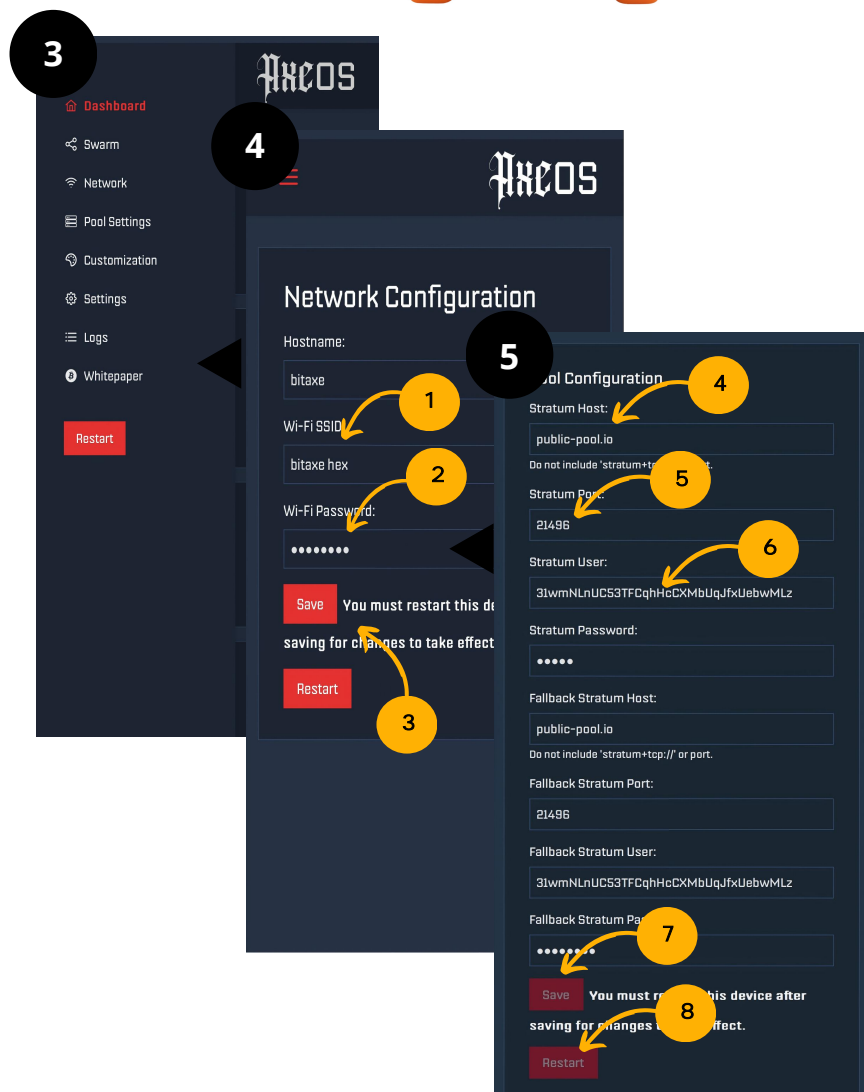 3
AxeOS
Dashboard
Swarm
Network
Pool Settings
Customization
Settings
Logs
Whitepaper
Restart
4
AxeOS
Network Configuration
Hostname:
bitaxe
1
Wi-Fi SSID
bitaxe hex
2
Wi-Fi Password:
••••••••
Save
You must restart this de
saving for changes to take effect
Restart
3
5
ool Configuration
4
Stratum Host:
public-pool.io
Do not include 'stratum+t t.
5
Stratum Port:
21496
6
Stratum User:
31wmNLnUC53TFCqhHcCXMbUqJfxUebwMLz
Stratum Password:
•••••
Fallback Stratum Host:
public-pool.io
Do not include 'stratum+tcp://' or port.
Fallback Stratum Port:
21496
Fallback Stratum User:
31wmNLnUC53TFCqhHcCXMbUqJfxUebwMLz
Fallback Stratum Pa
7
••••••••
Save
You must re his device after
8
saving for changes t ffect.
Restart